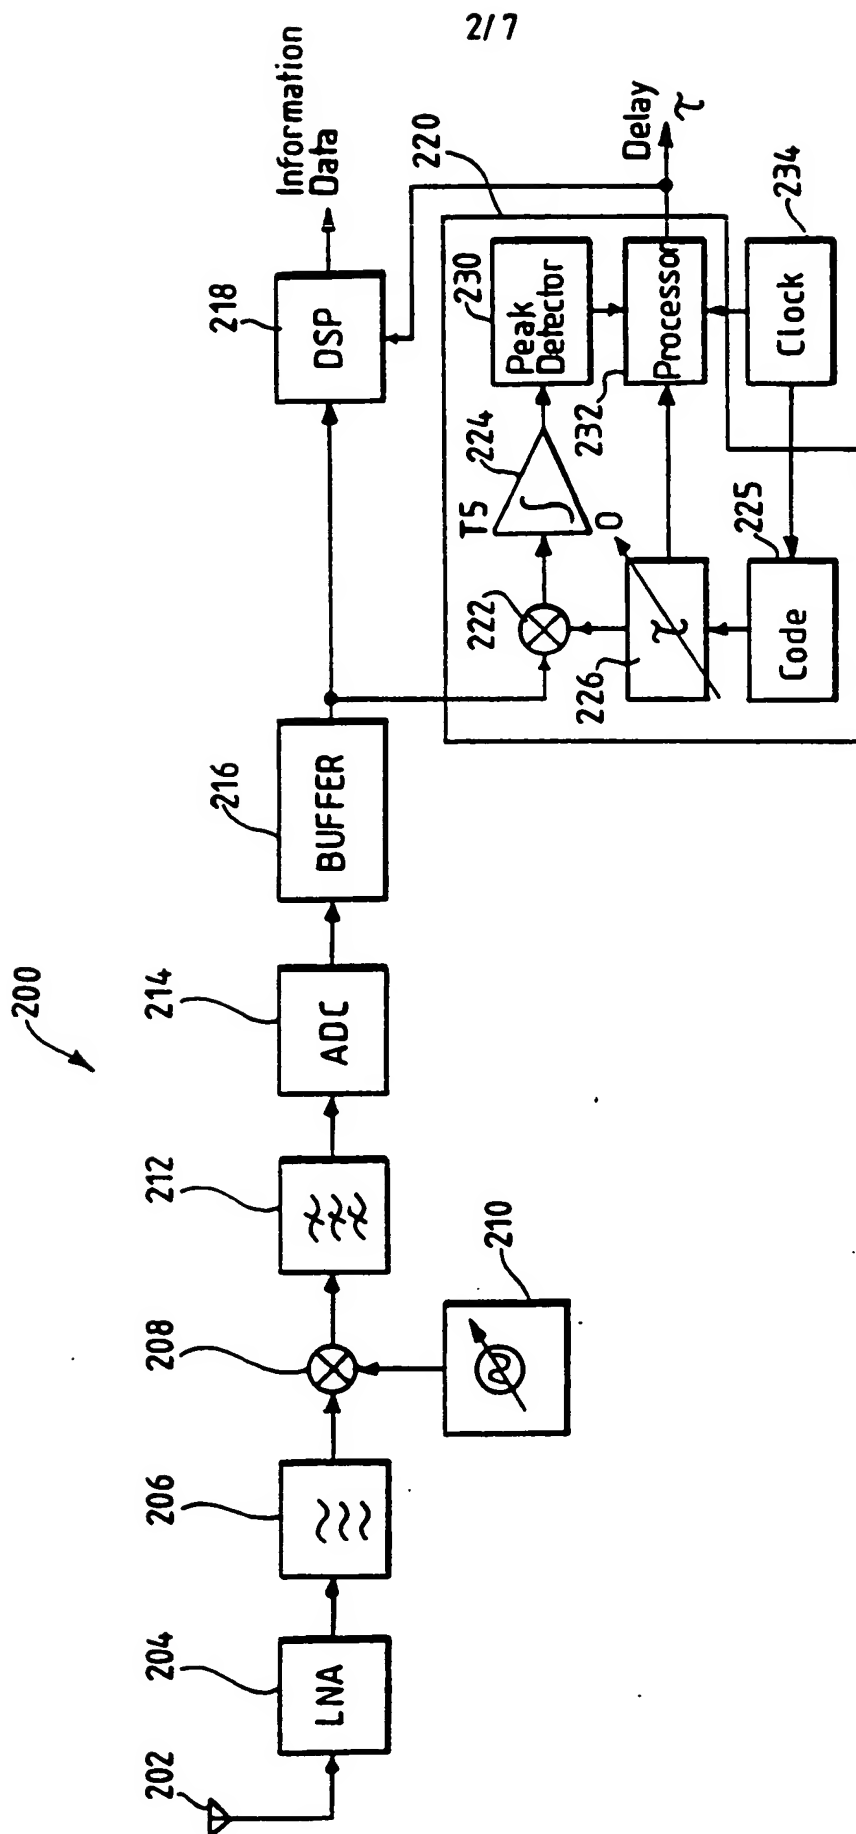 2/7
200
202
204
LNA
206
208
210
212
214
ADC
216
BUFFER
218
DSP
Information
Data
220
222
T5
0
224
230
Peak
Detector
232
Processor
Delay
τ
226
τ
225
Code
234
Clock